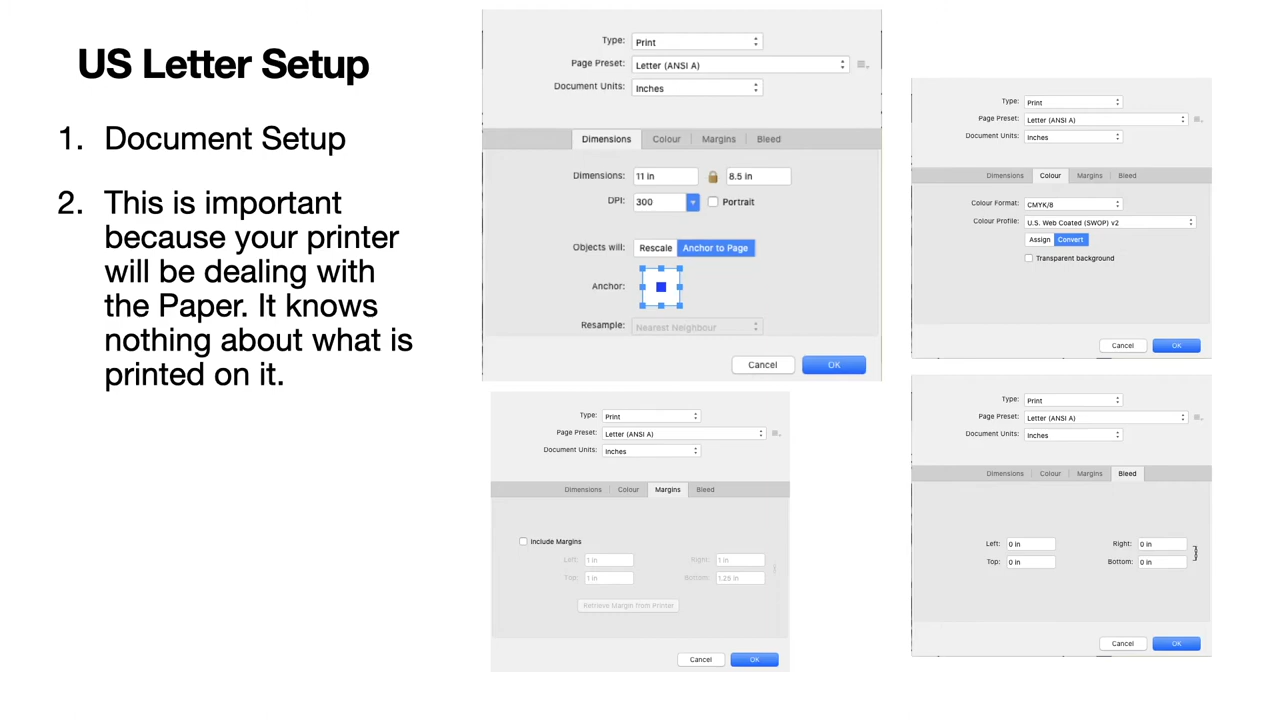 US Letter Setup
1. Document Setup
2. This is important
because your printer
will be dealing with
the Paper. It knows
nothing about what is
printed on it.
Type: Print
Page Preset: Letter (ANSI A)
Document Units: Inches
Dimensions Colour Margins Bleed
Dimensions: 11 in 8.5 in
DPI: 300 Portrait
Objects will: Rescale Anchor to Page
Anchor:
Resample: Nearest Neighbour
Cancel OK
Type: Print
Page Preset: Letter (ANSI A)
Document Units: Inches
Dimensions Colour Margins Bleed
Colour Format: CMYK/8
Colour Profile: U.S. Web Coated (SWOP) v2
Assign Convert
Transparent background
Cancel OK
Type: Print
Page Preset: Letter (ANSI A)
Document Units: Inches
Dimensions Colour Margins Bleed
Include Margins
Left: 1 in Right: 1 in
Top: 1 in Bottom: 1.25 in
Retrieve Margin from Printer
Cancel OK
Type: Print
Page Preset: Letter (ANSI A)
Document Units: Inches
Dimensions Colour Margins Bleed
Left: 0 in Right: 0 in
Top: 0 in Bottom: 0 in
Cancel OK